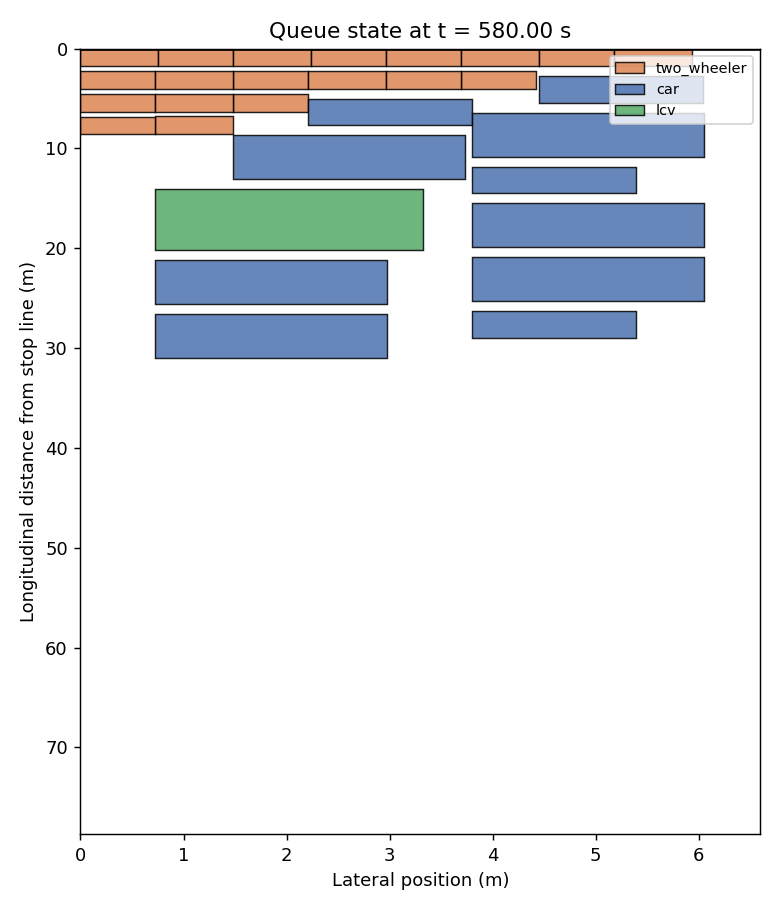 Queue state at t = 580.00 s
two_wheeler
car
lcv
0
10
20
30
40
50
60
70
Longitudinal distance from stop line (m)
0 1 2 3 4 5 6
Lateral position (m)